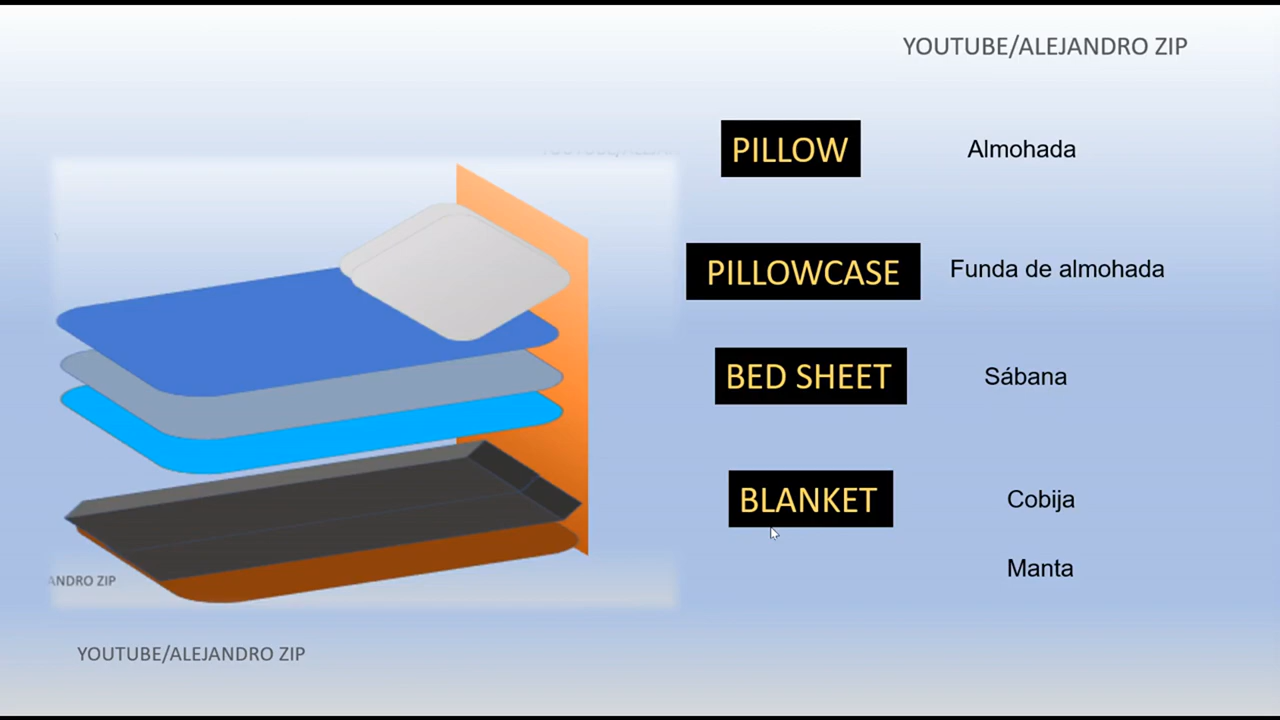 YOUTUBE/ALEJANDRO ZIP
PILLOW Almohada
PILLOWCASE Funda de almohada
BED SHEET Sábana
BLANKET Cobija
Manta
ANDRO ZIP
YOUTUBE/ALEJANDRO ZIP